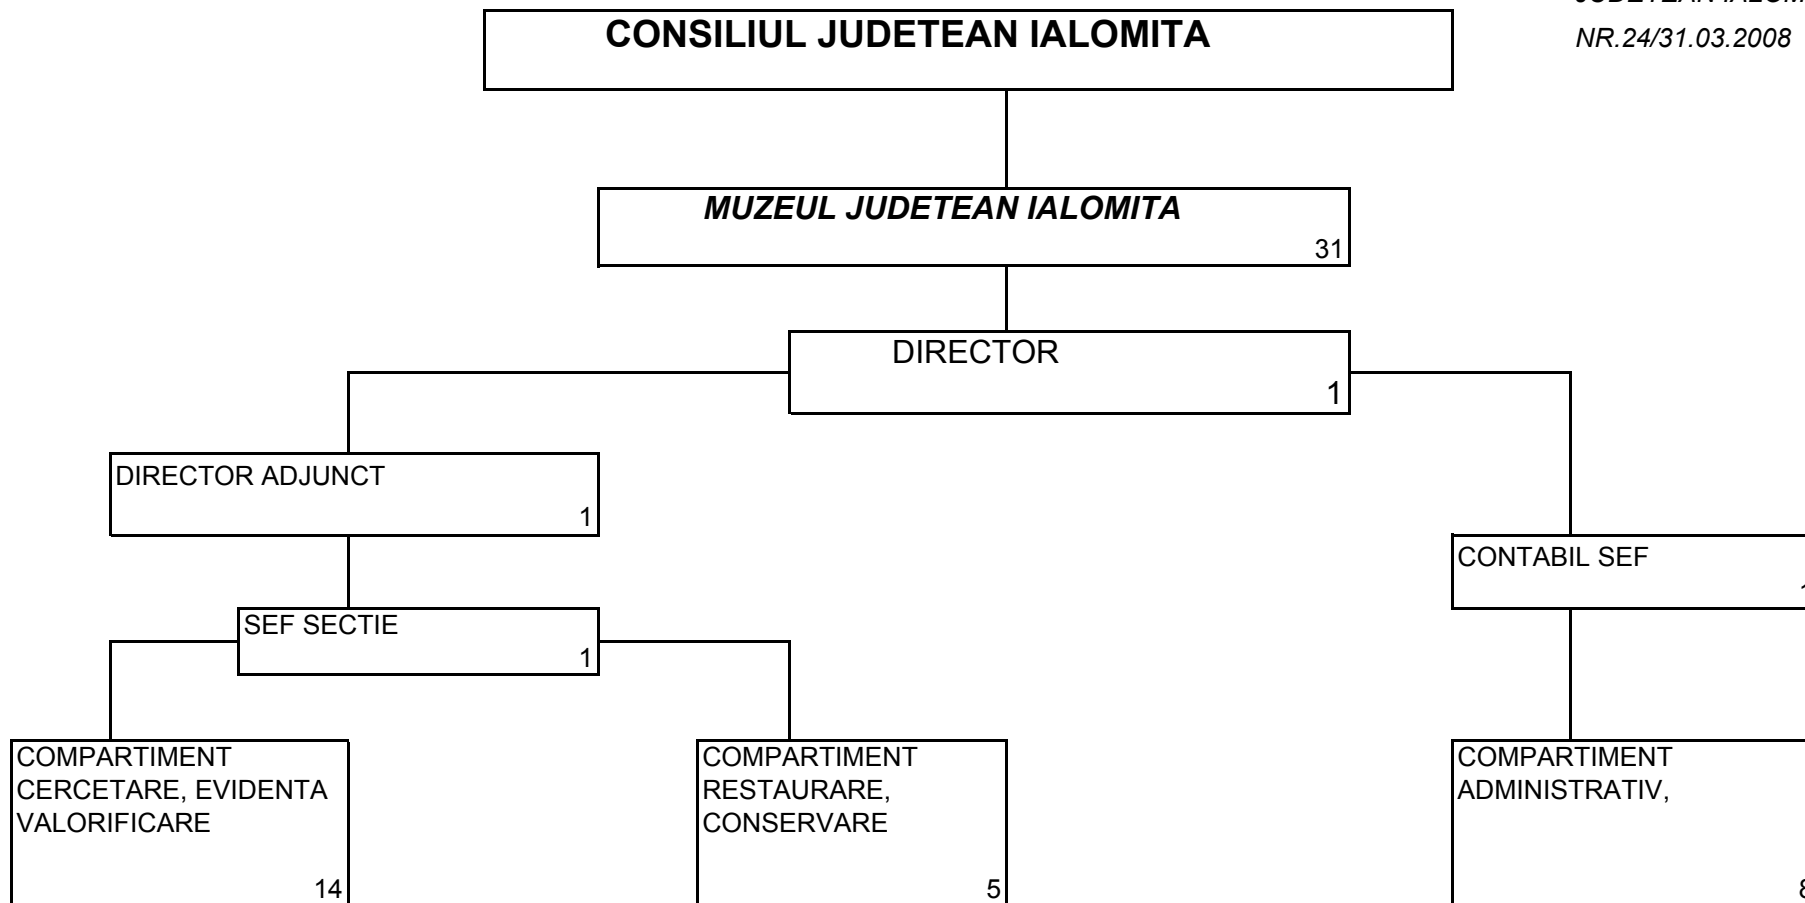 NR.24/31.03.2008
CONSILIUL JUDETEAN IALOMITA
MUZEUL JUDETEAN IALOMITA
31
DIRECTOR
1
DIRECTOR ADJUNCT
1
CONTABIL SEF
SEF SECTIE
1
COMPARTIMENT
CERCETARE, EVIDENTA
VALORIFICARE
14
COMPARTIMENT
RESTAURARE,
CONSERVARE
5
COMPARTIMENT
ADMINISTRATIV,